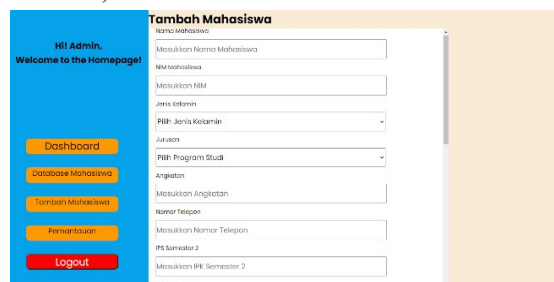 Hi! Admin,
Welcome to the Homepage!
Dashboard
Database Mahasiswa
Tambah Mahasiswa
Pemantauan
Logout
Tambah Mahasiswa
Nama Mahasiswa
Masukkan Nama Mahasiswa
NIM Mahasiswa
Masukkan NIM
Jenis Kelamin
Pilih Jenis Kelamin
Jurusan
Pilih Program Studi
Angkatan
Masukkan Angkatan
Nomor Telepon
Masukkan Nomor Telepon
IPS Semester 2
Masukkan IPK Semester 2